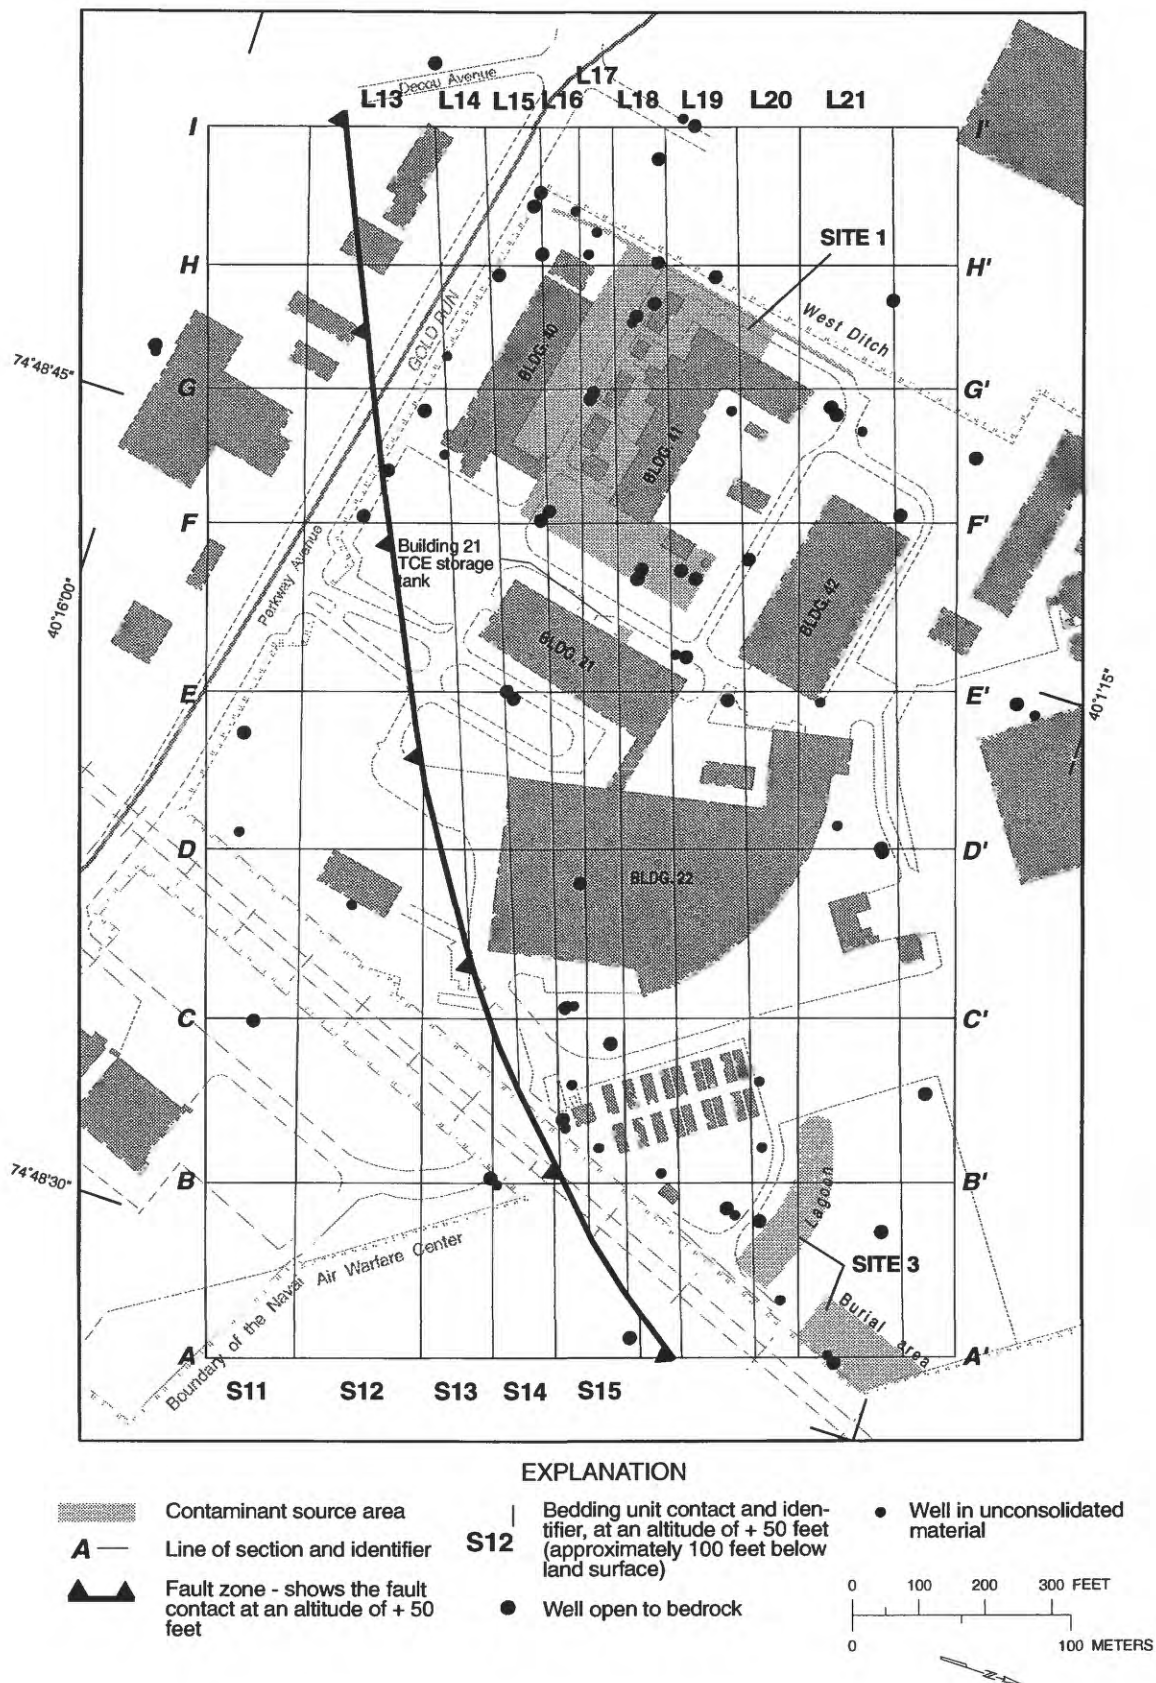 Decou Avenue
L17
L13 L14 L15 L16 L18 L19 L20 L21
I I'
SITE 1
H H'
GOLD RUN
BLDG. 40
West Ditch
74°48'45"
G G'
BLDG. 41
F F'
Building 21
TCE storage
tank
Parkway Avenue
40°16'00"
BLDG. 42
BLDG. 21
E E'
40°1'15"
D D'
BLDG. 22
C C'
74°48'30"
B B'
Lagoon
Boundary of the Naval Air Warfare Center
SITE 3
Burial area
A A'
S11 S12 S13 S14 S15
EXPLANATION
Contaminant source area
A — Line of section and identifier
Fault zone - shows the fault
contact at an altitude of + 50
feet
S12
Bedding unit contact and iden-
tifier, at an altitude of + 50 feet
(approximately 100 feet below
land surface)
Well open to bedrock
Well in unconsolidated
material
0 100 200 300 FEET
0 100 METERS
N